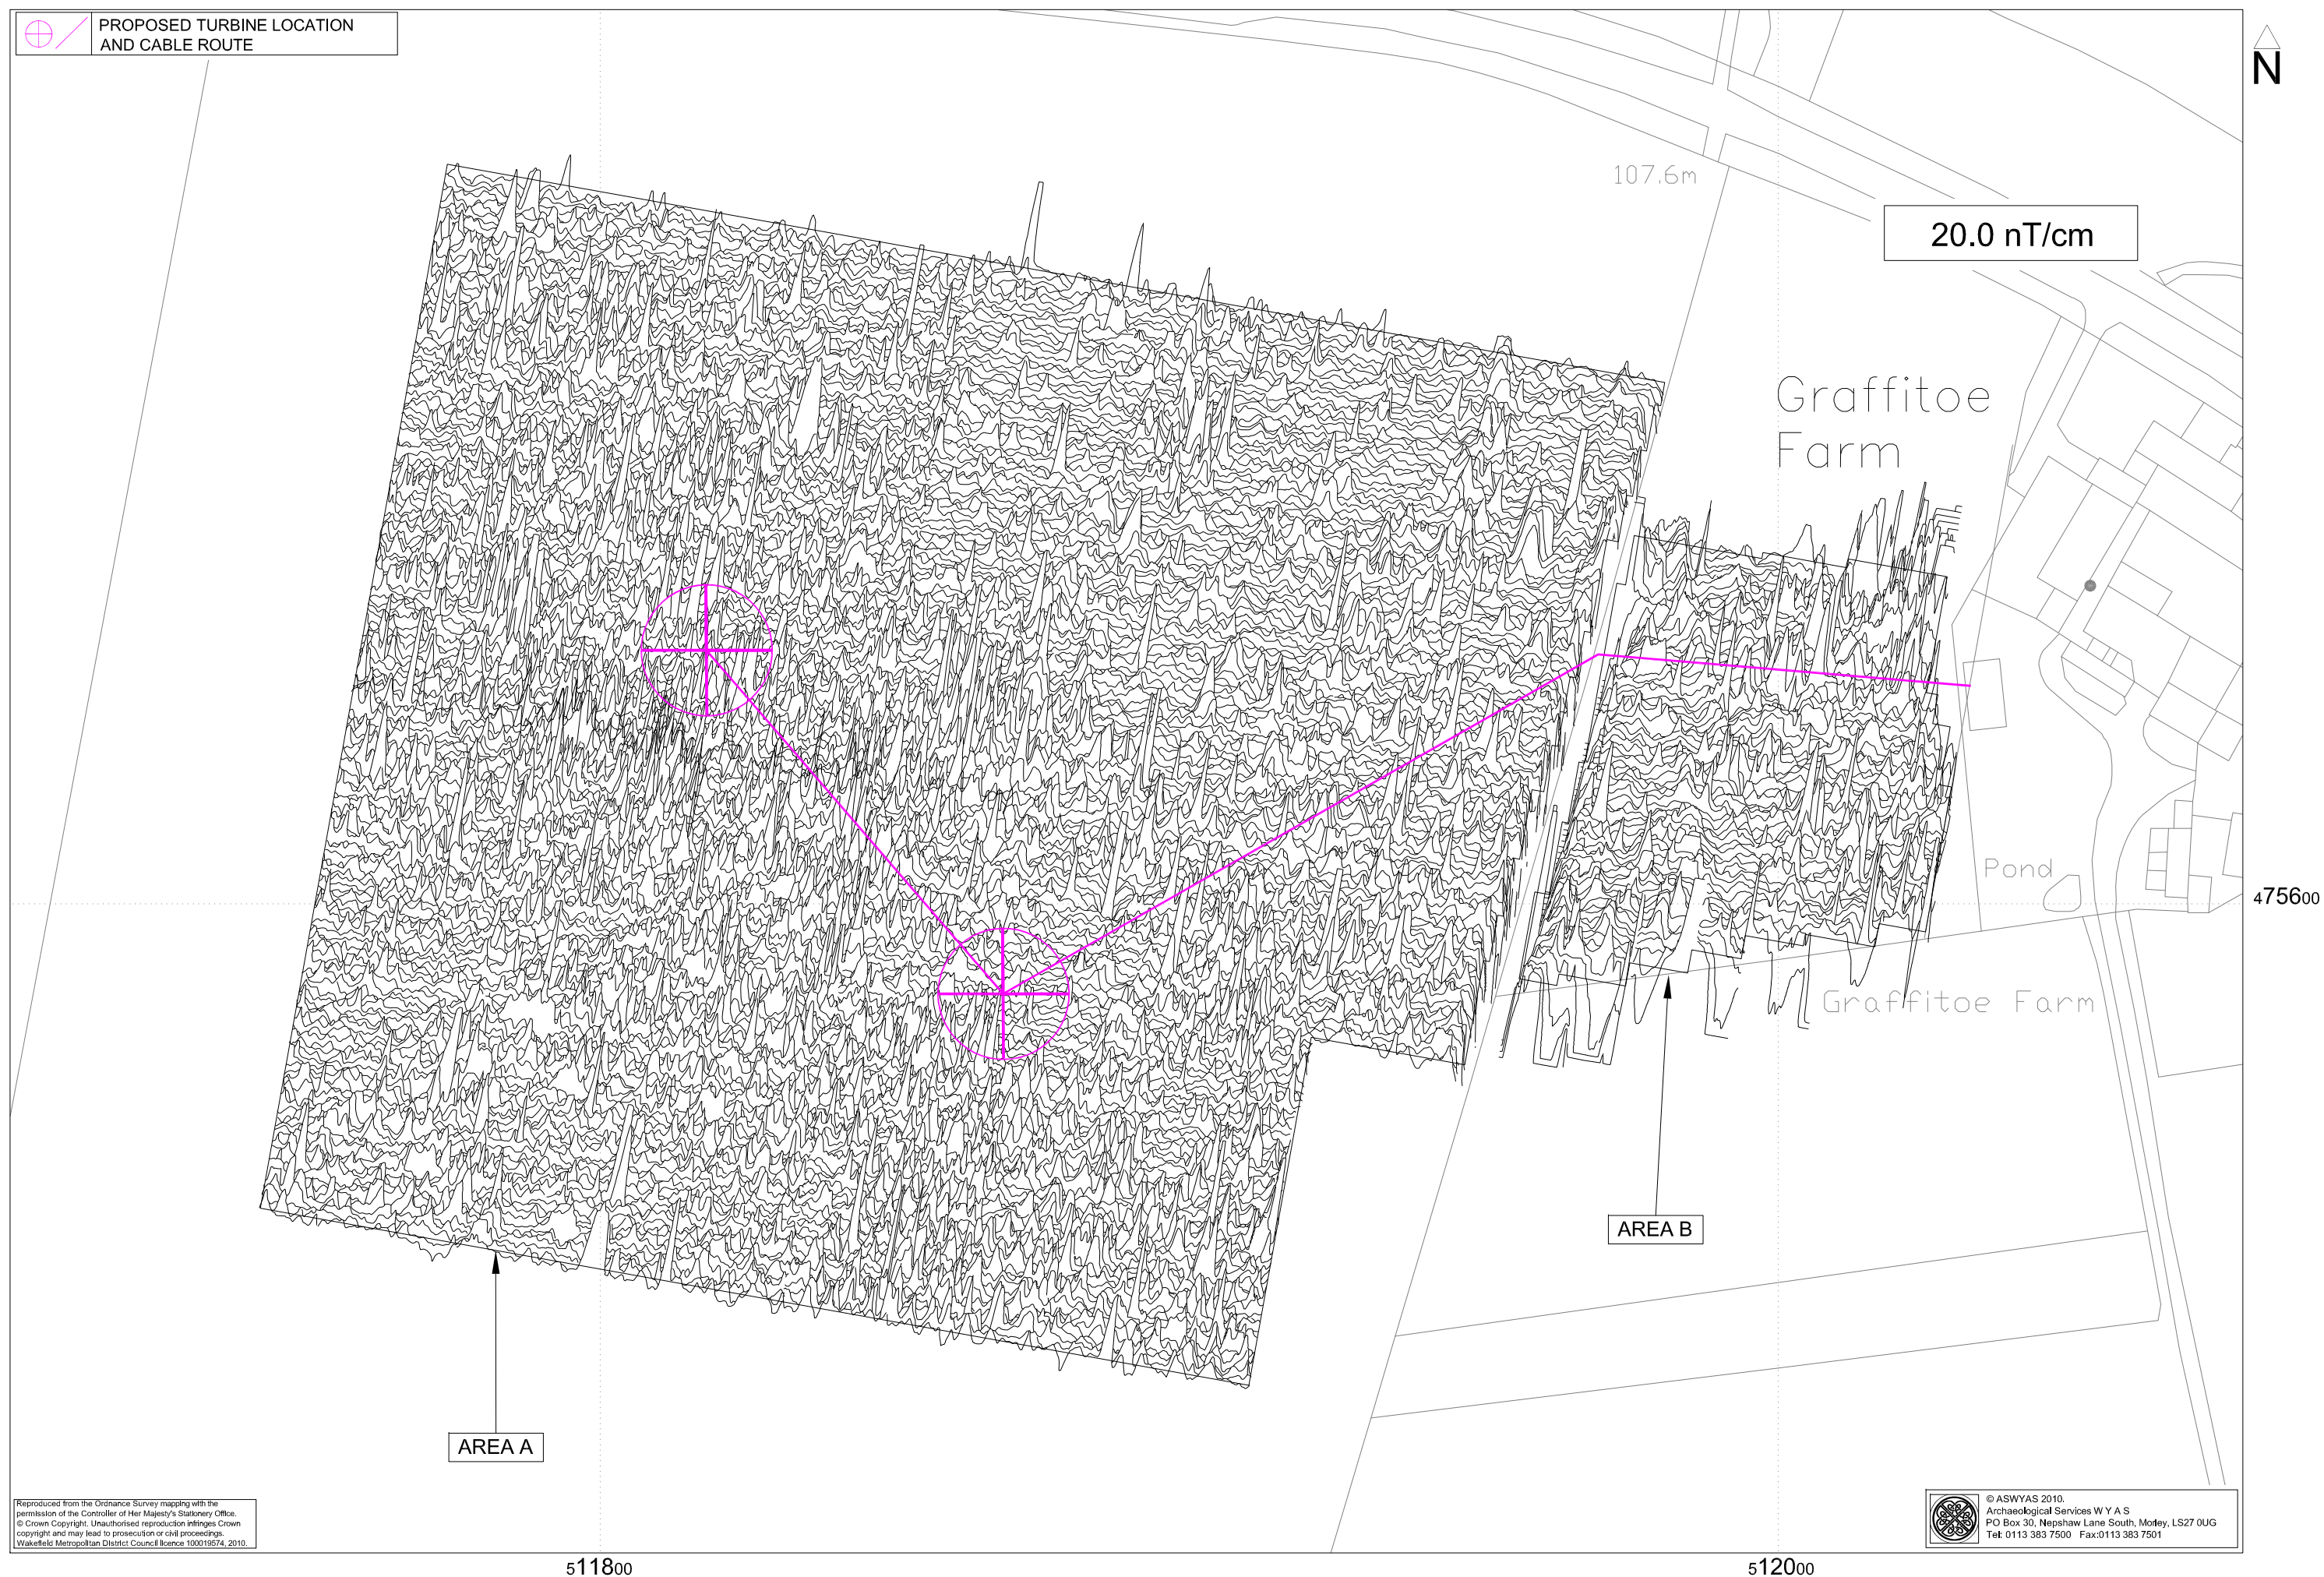 PROPOSED TURBINE LOCATION
AND CABLE ROUTE
N
107.6m
20.0 nT/cm
Graffitoe
Farm
Pond
475600
Graffitoe Farm
AREA B
AREA A
Reproduced from the Ordnance Survey mapping with the
permission of the Controller of Her Majesty's Stationery Office.
© Crown Copyright. Unauthorised reproduction infringes Crown
copyright and may lead to prosecution or civil proceedings.
Wakefield Metropolitan District Council licence 100019574, 2010.
© ASWYAS 2010.
Archaeological Services W Y A S
PO Box 30, Nepshaw Lane South, Morley, LS27 0UG
Tel: 0113 383 7500 Fax:0113 383 7501
511800
512000